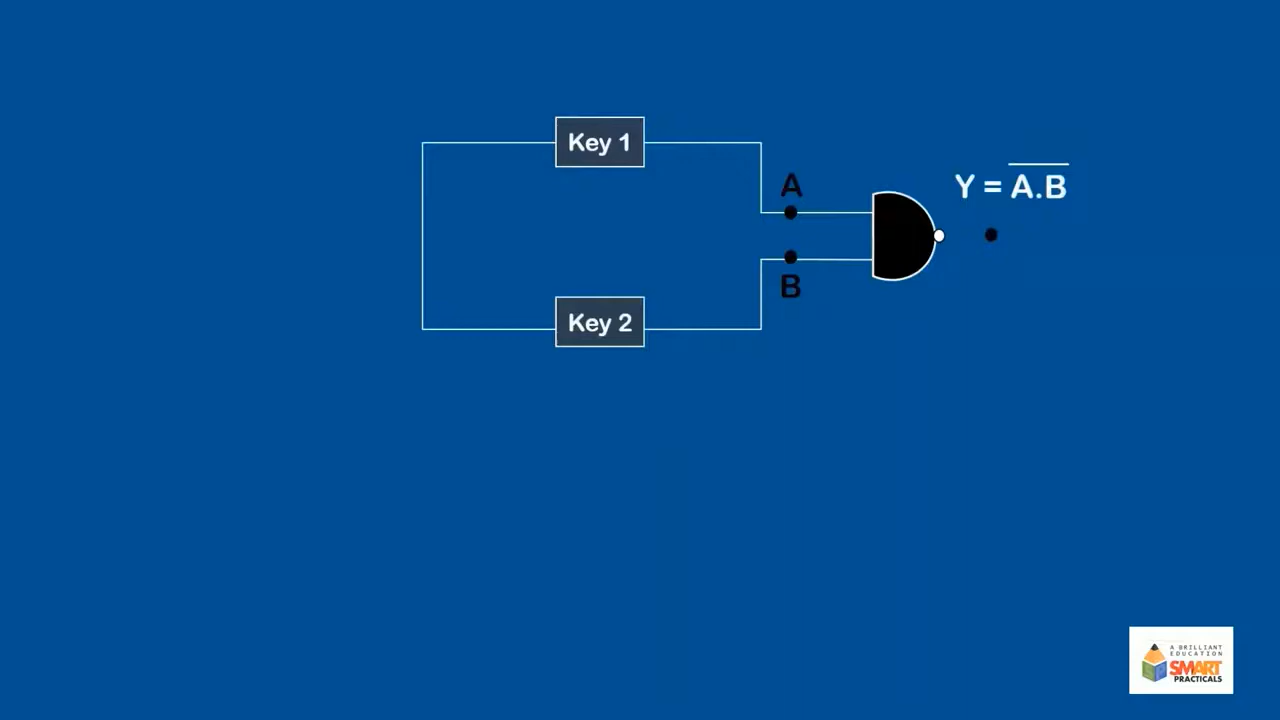 Key 1
A
Y = A.B
B
Key 2
A BRILLIANT
EDUCATION
SMART
PRACTICALS